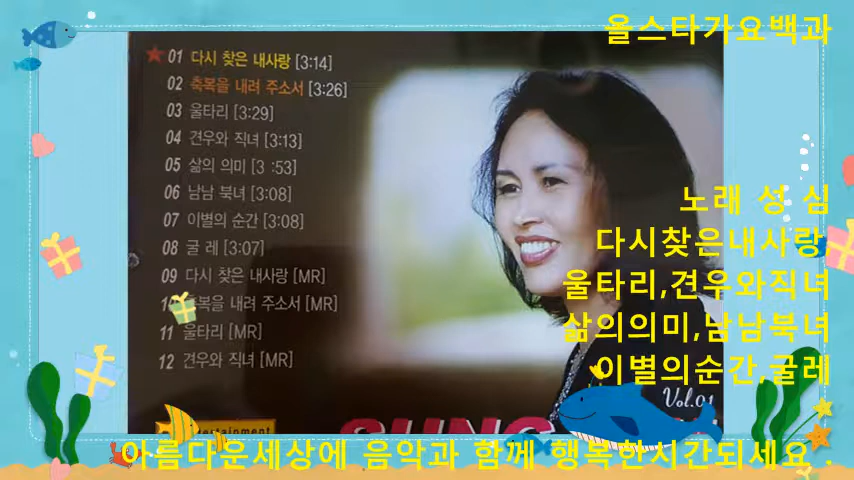 올스타가요백과
★ 01 다시 찾은 내사랑 [3:14]
02 축복을 내려 주소서 [3:26]
03 울타리 [3:29]
04 견우와 직녀 [3:13]
05 삶의 의미 [3 :53]
06 남남 북녀 [3:08]
07 이별의 순간 [3:08]
08 굴 레 [3:07]
09 다시 찾은 내사랑 [MR]
복을 내려 주소서 [MR]
11 울타리 [MR]
12 견우와 직녀 [MR]
노래 성 심
다시찾은내사랑
울타리,견우와직녀
삶의의미,남남북녀
이별의순간,굴레
Vol.01
SUNG
아름다운세상에 음악과 함께 행복한시간되세요 .